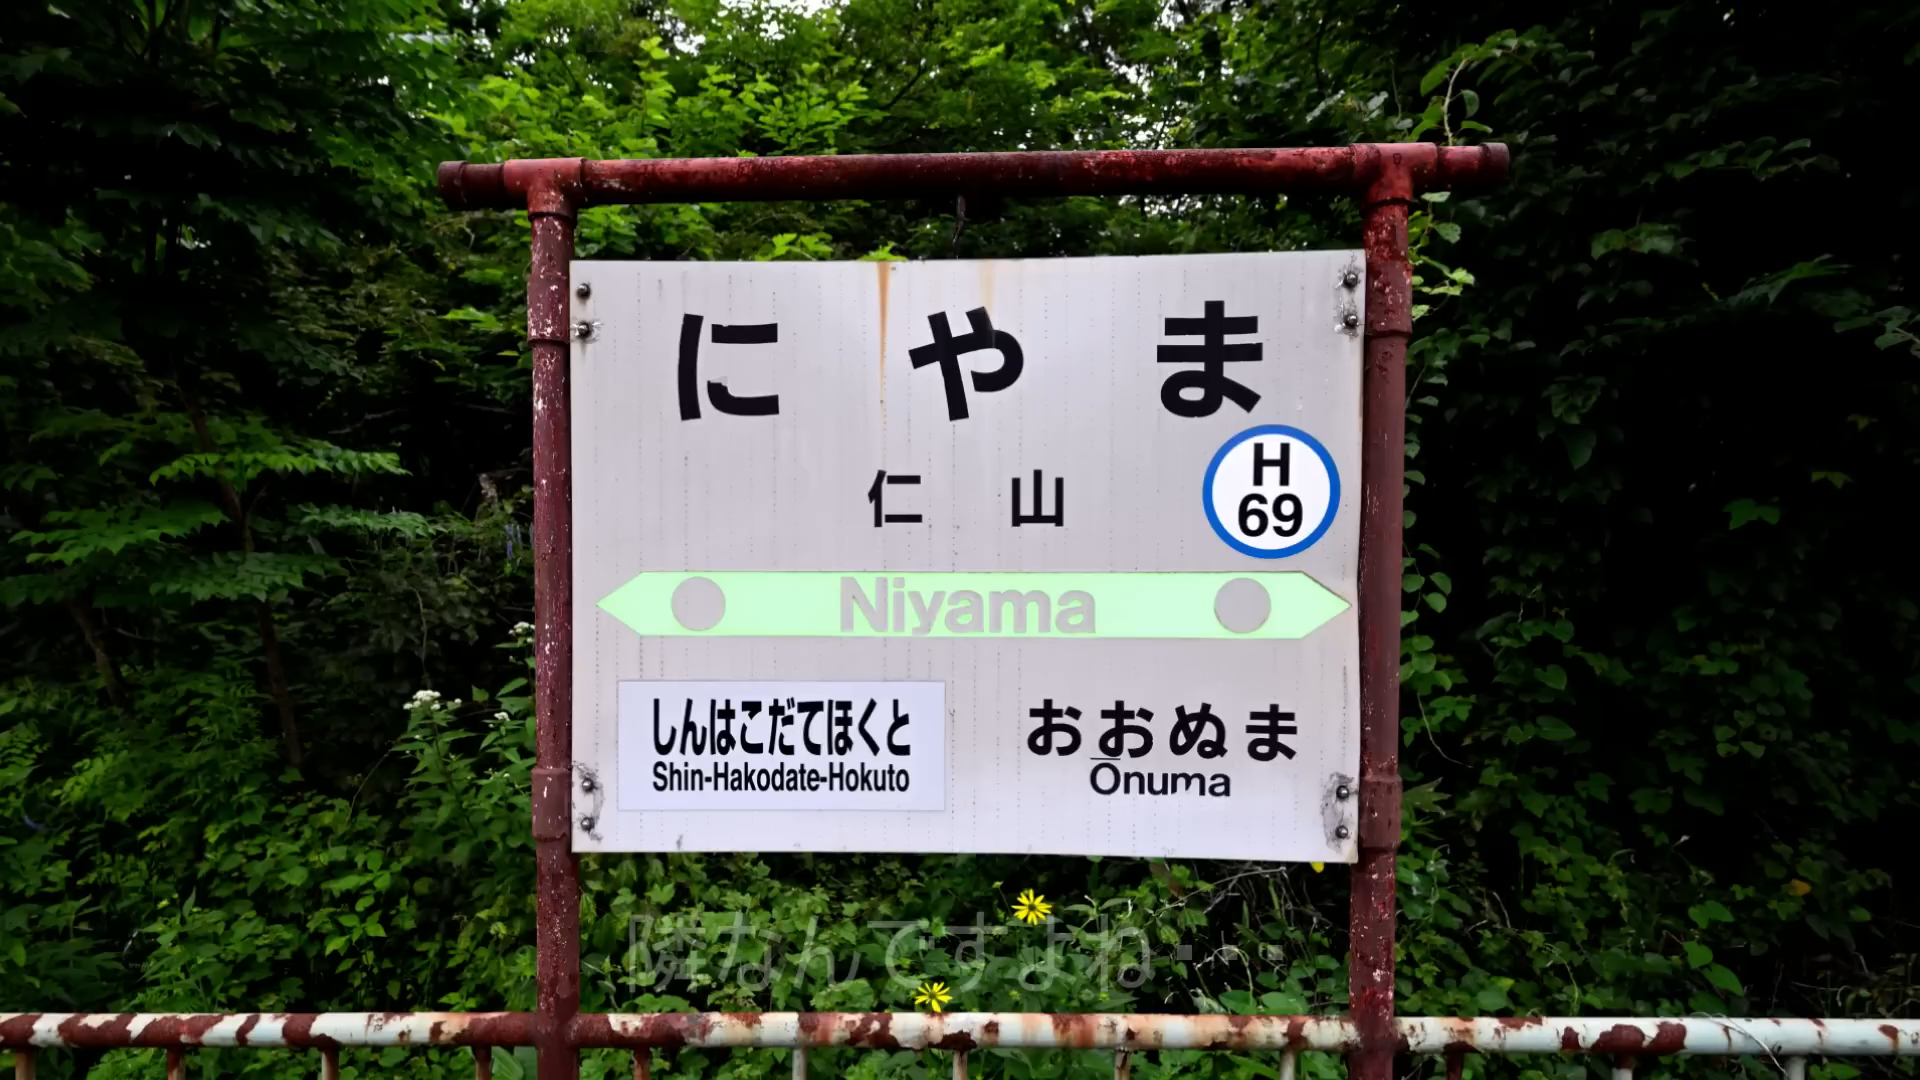 にやま
仁山
H
69
Niyama
しんはこだてほくと
Shin-Hakodate-Hokuto
おおぬま
Ōnuma
隣なんですよね・・・